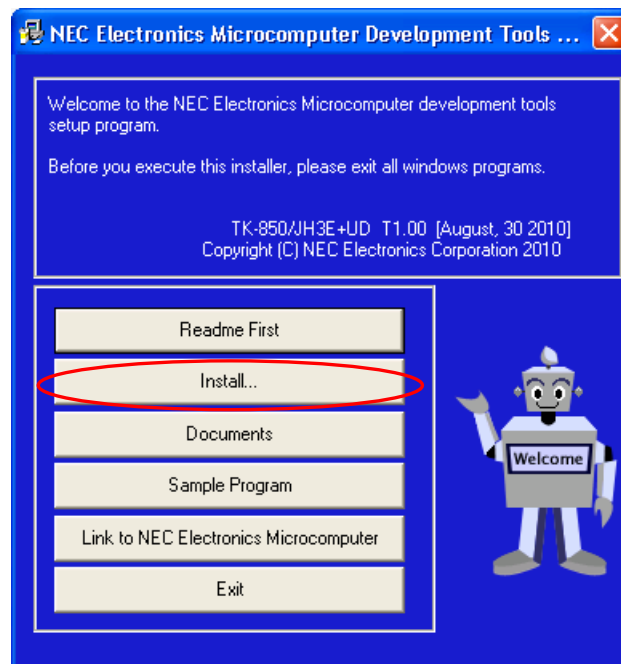 NEC Electronics Microcomputer Development Tools ...
Welcome to the NEC Electronics Microcomputer development tools
setup program.
Before you execute this installer, please exit all windows programs.
TK-850/JH3E+UD T1.00 [August, 30 2010]
Copyright (C) NEC Electronics Corporation 2010
Readme First
Install...
Documents
Sample Program
Link to NEC Electronics Microcomputer
Exit
Welcome